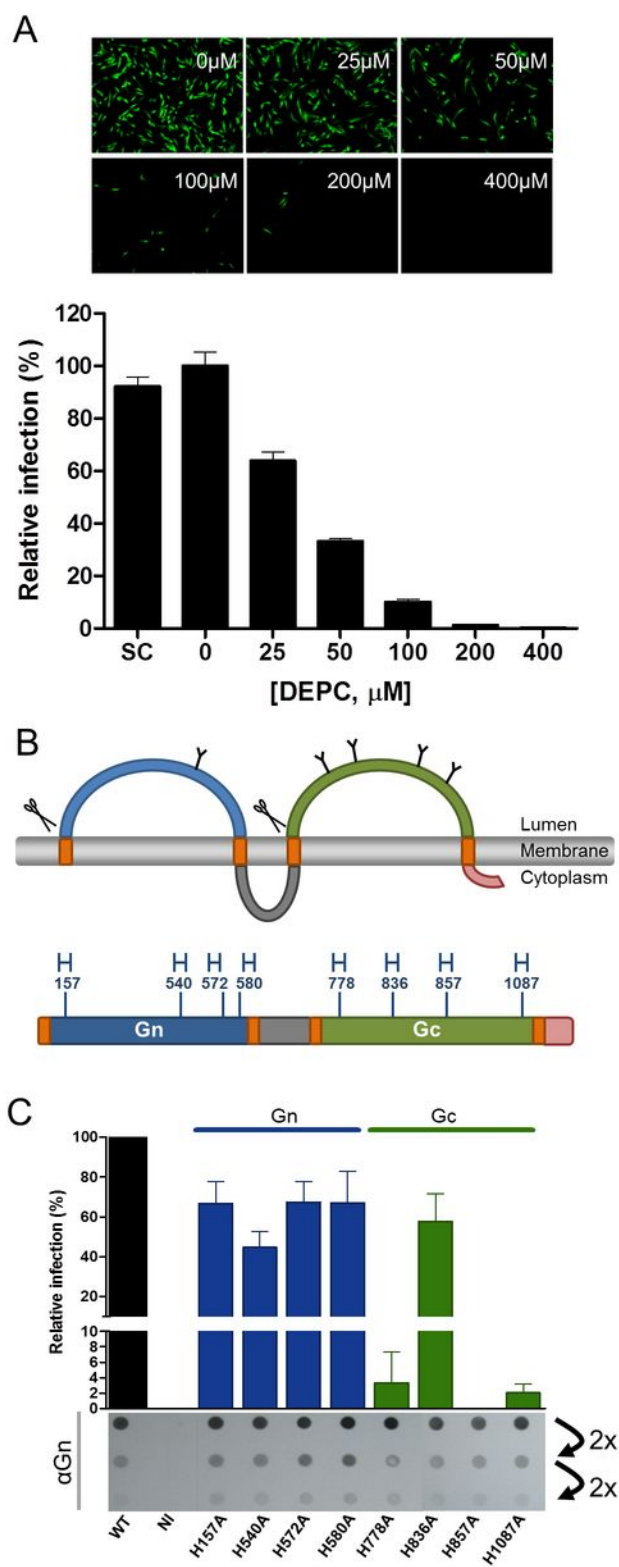 A
0µM
25µM
50µM
100µM
200µM
400µM
Relative infection (%)
120
100
80
60
40
20
0
SC 0 25 50 100 200 400
[DEPC, µM]
B
Lumen
Membrane
Cytoplasm
H H H H H H H H
157 540 572 580 778 836 857 1087
Gn Gc
C
Gn Gc
Relative infection (%)
100
80
60
40
20
10
8
6
4
2
0
αGn
2x
2x
WT NI H157A H540A H572A H580A H778A H836A H857A H1087A